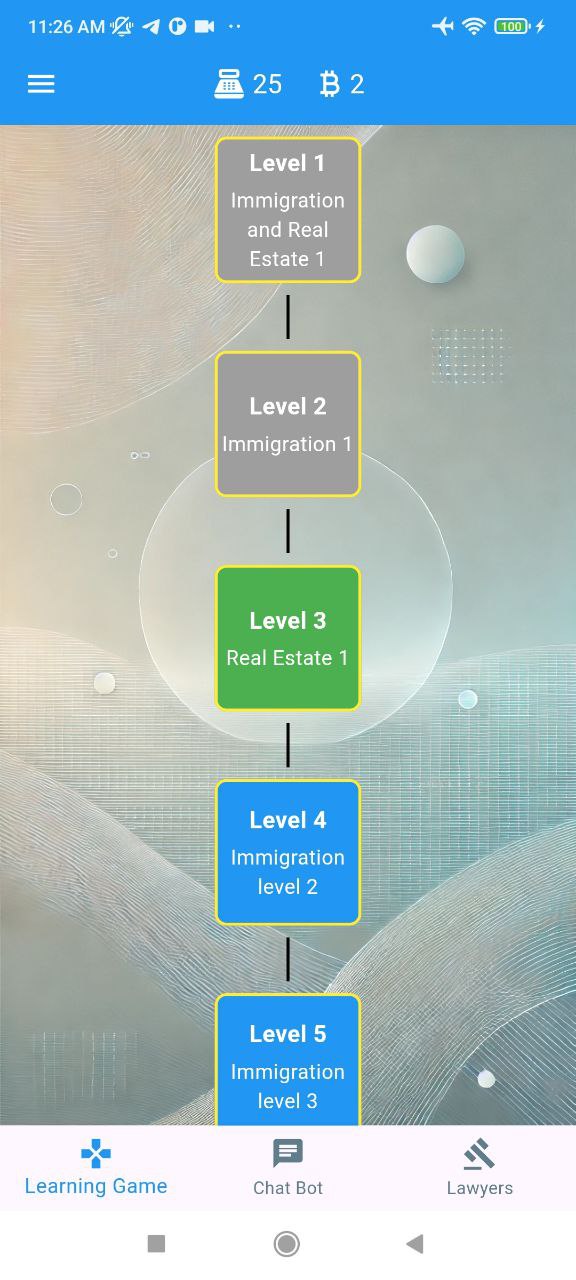 11:26 AM
100
25
2
Level 1
Immigration
and Real
Estate 1
Level 2
Immigration 1
Level 3
Real Estate 1
Level 4
Immigration
level 2
Level 5
Immigration
level 3
Learning Game
Chat Bot
Lawyers